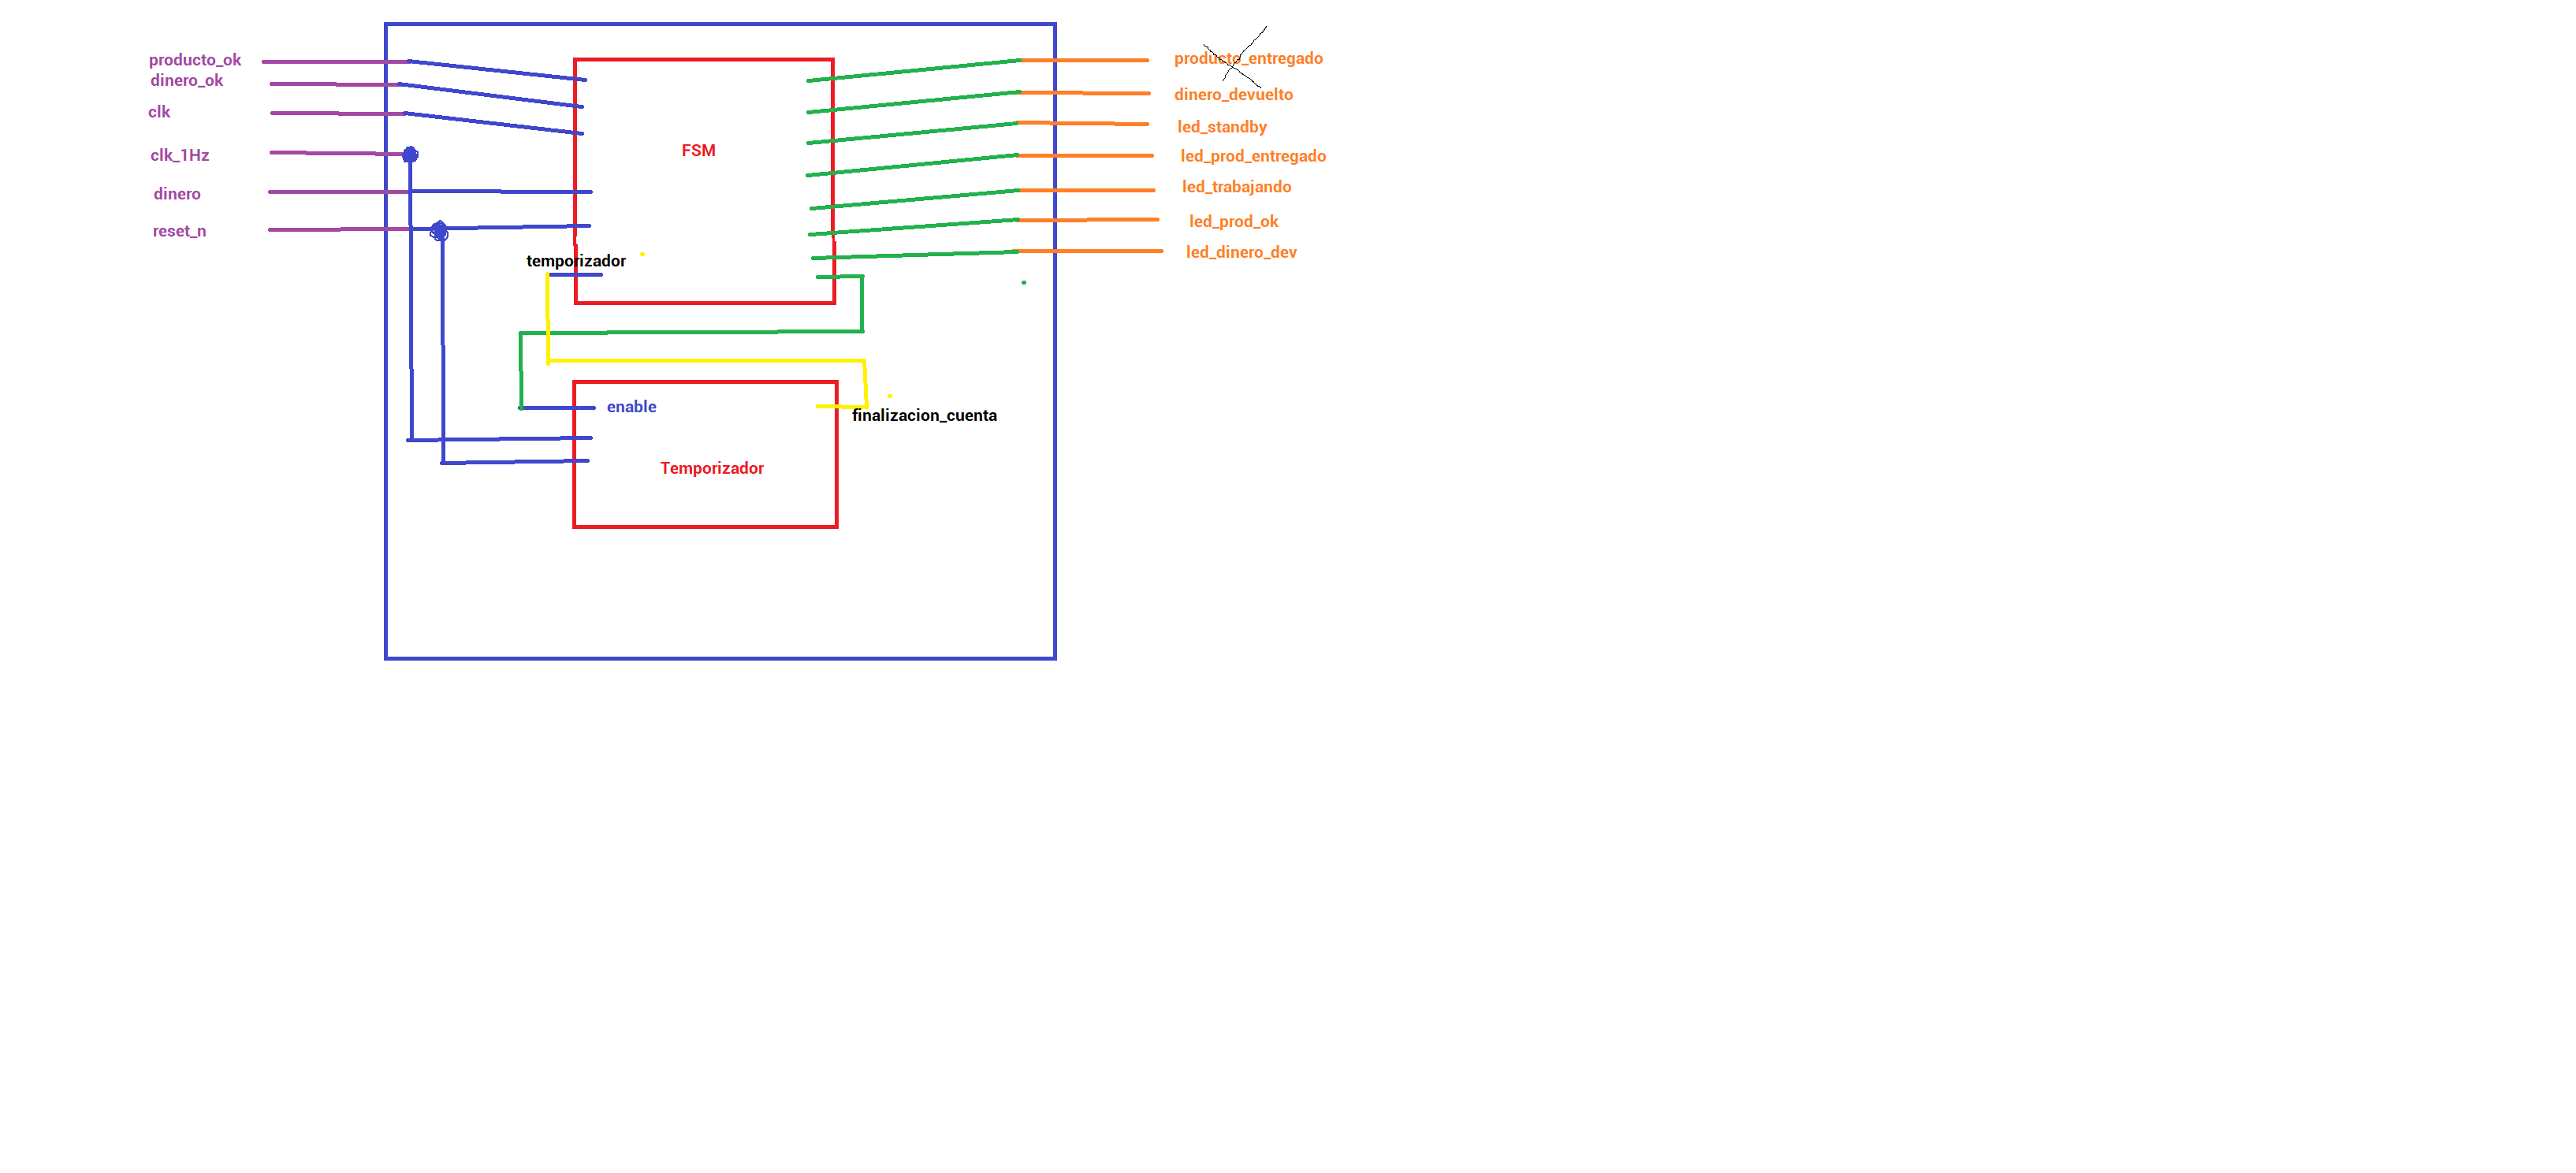 producto_ok
dinero_ok
clk
clk_1Hz
dinero
reset_n
FSM
temporizador
enable
finalizacion_cuenta
Temporizador
producto_entregado
dinero_devuelto
led_standby
led_prod_entregado
led_trabajando
led_prod_ok
led_dinero_dev